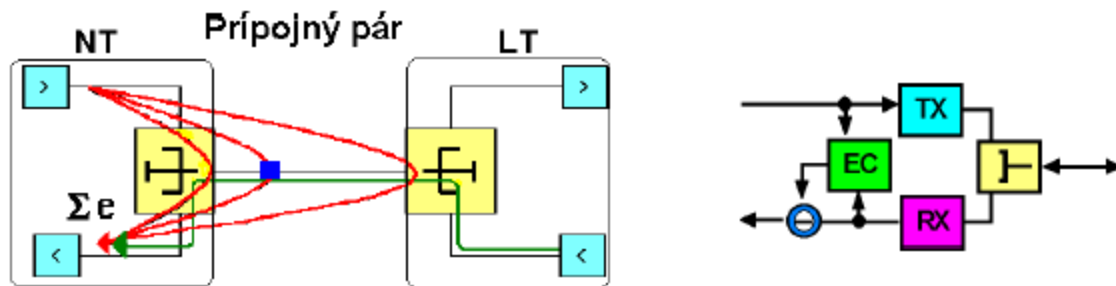 Prípojný pár
NT
LT
>
>
Σe
<
<
TX
EC
RX